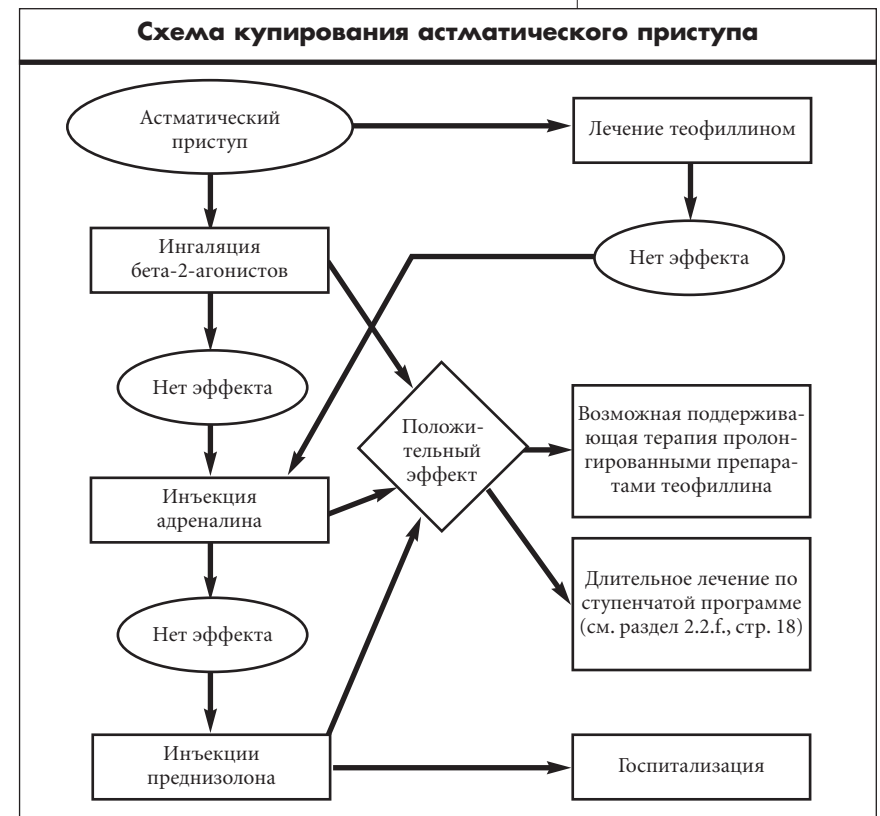 Схема купирования астматического приступа
Астматический
приступ
Лечение теофиллином
Ингаляция
бета-2-агонистов
Нет эффекта
Нет эффекта
Положи-
тельный
эффект
Возможная поддержива-
ющая терапия пролон-
гированными препара-
тами теофиллина
Инъекция
адреналина
Длительное лечение по
ступенчатой программе
(см. раздел 2.2.f., стр. 18)
Нет эффекта
Инъекции
преднизолона
Госпитализация